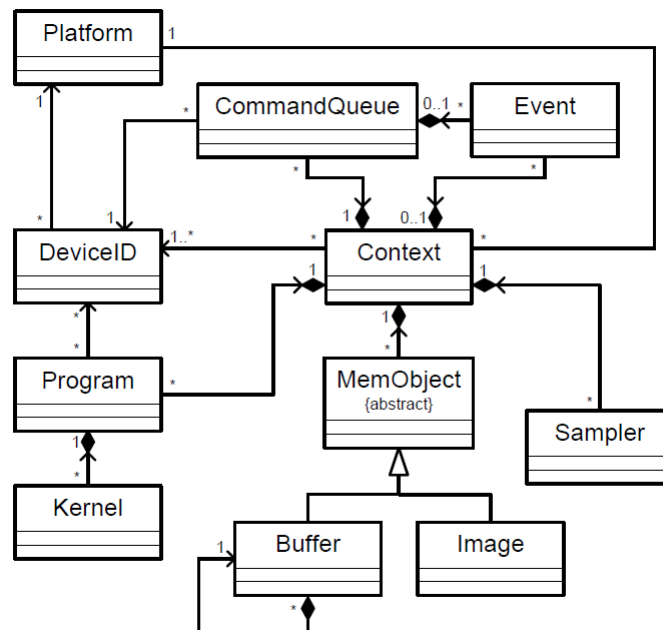 Platform
1
1
*
CommandQueue
0..1
*
Event
*
*
*
1
0..1
*
1
DeviceID
1..*
*
Context
*
1
1
1
*
*
*
Program
*
MemObject
{abstract}
*
Sampler
1
*
Kernel
1
Buffer
Image
*